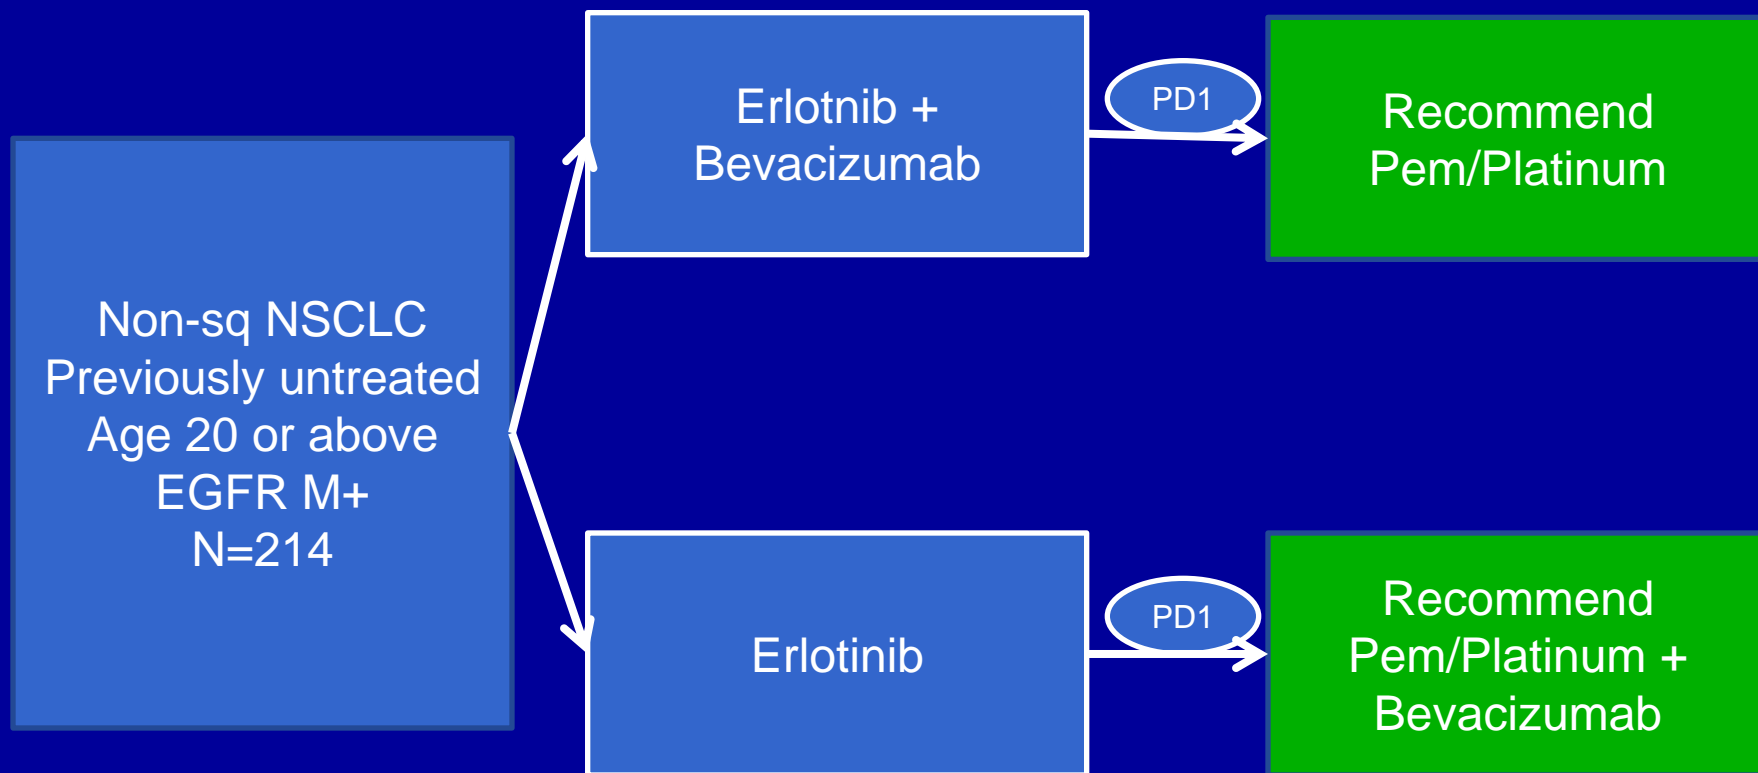 Non-sq NSCLC
Previously untreated
Age 20 or above
EGFR M+
N=214
Erlotnib +
Bevacizumab
PD1
Recommend
Pem/Platinum
Erlotinib
PD1
Recommend
Pem/Platinum +
Bevacizumab